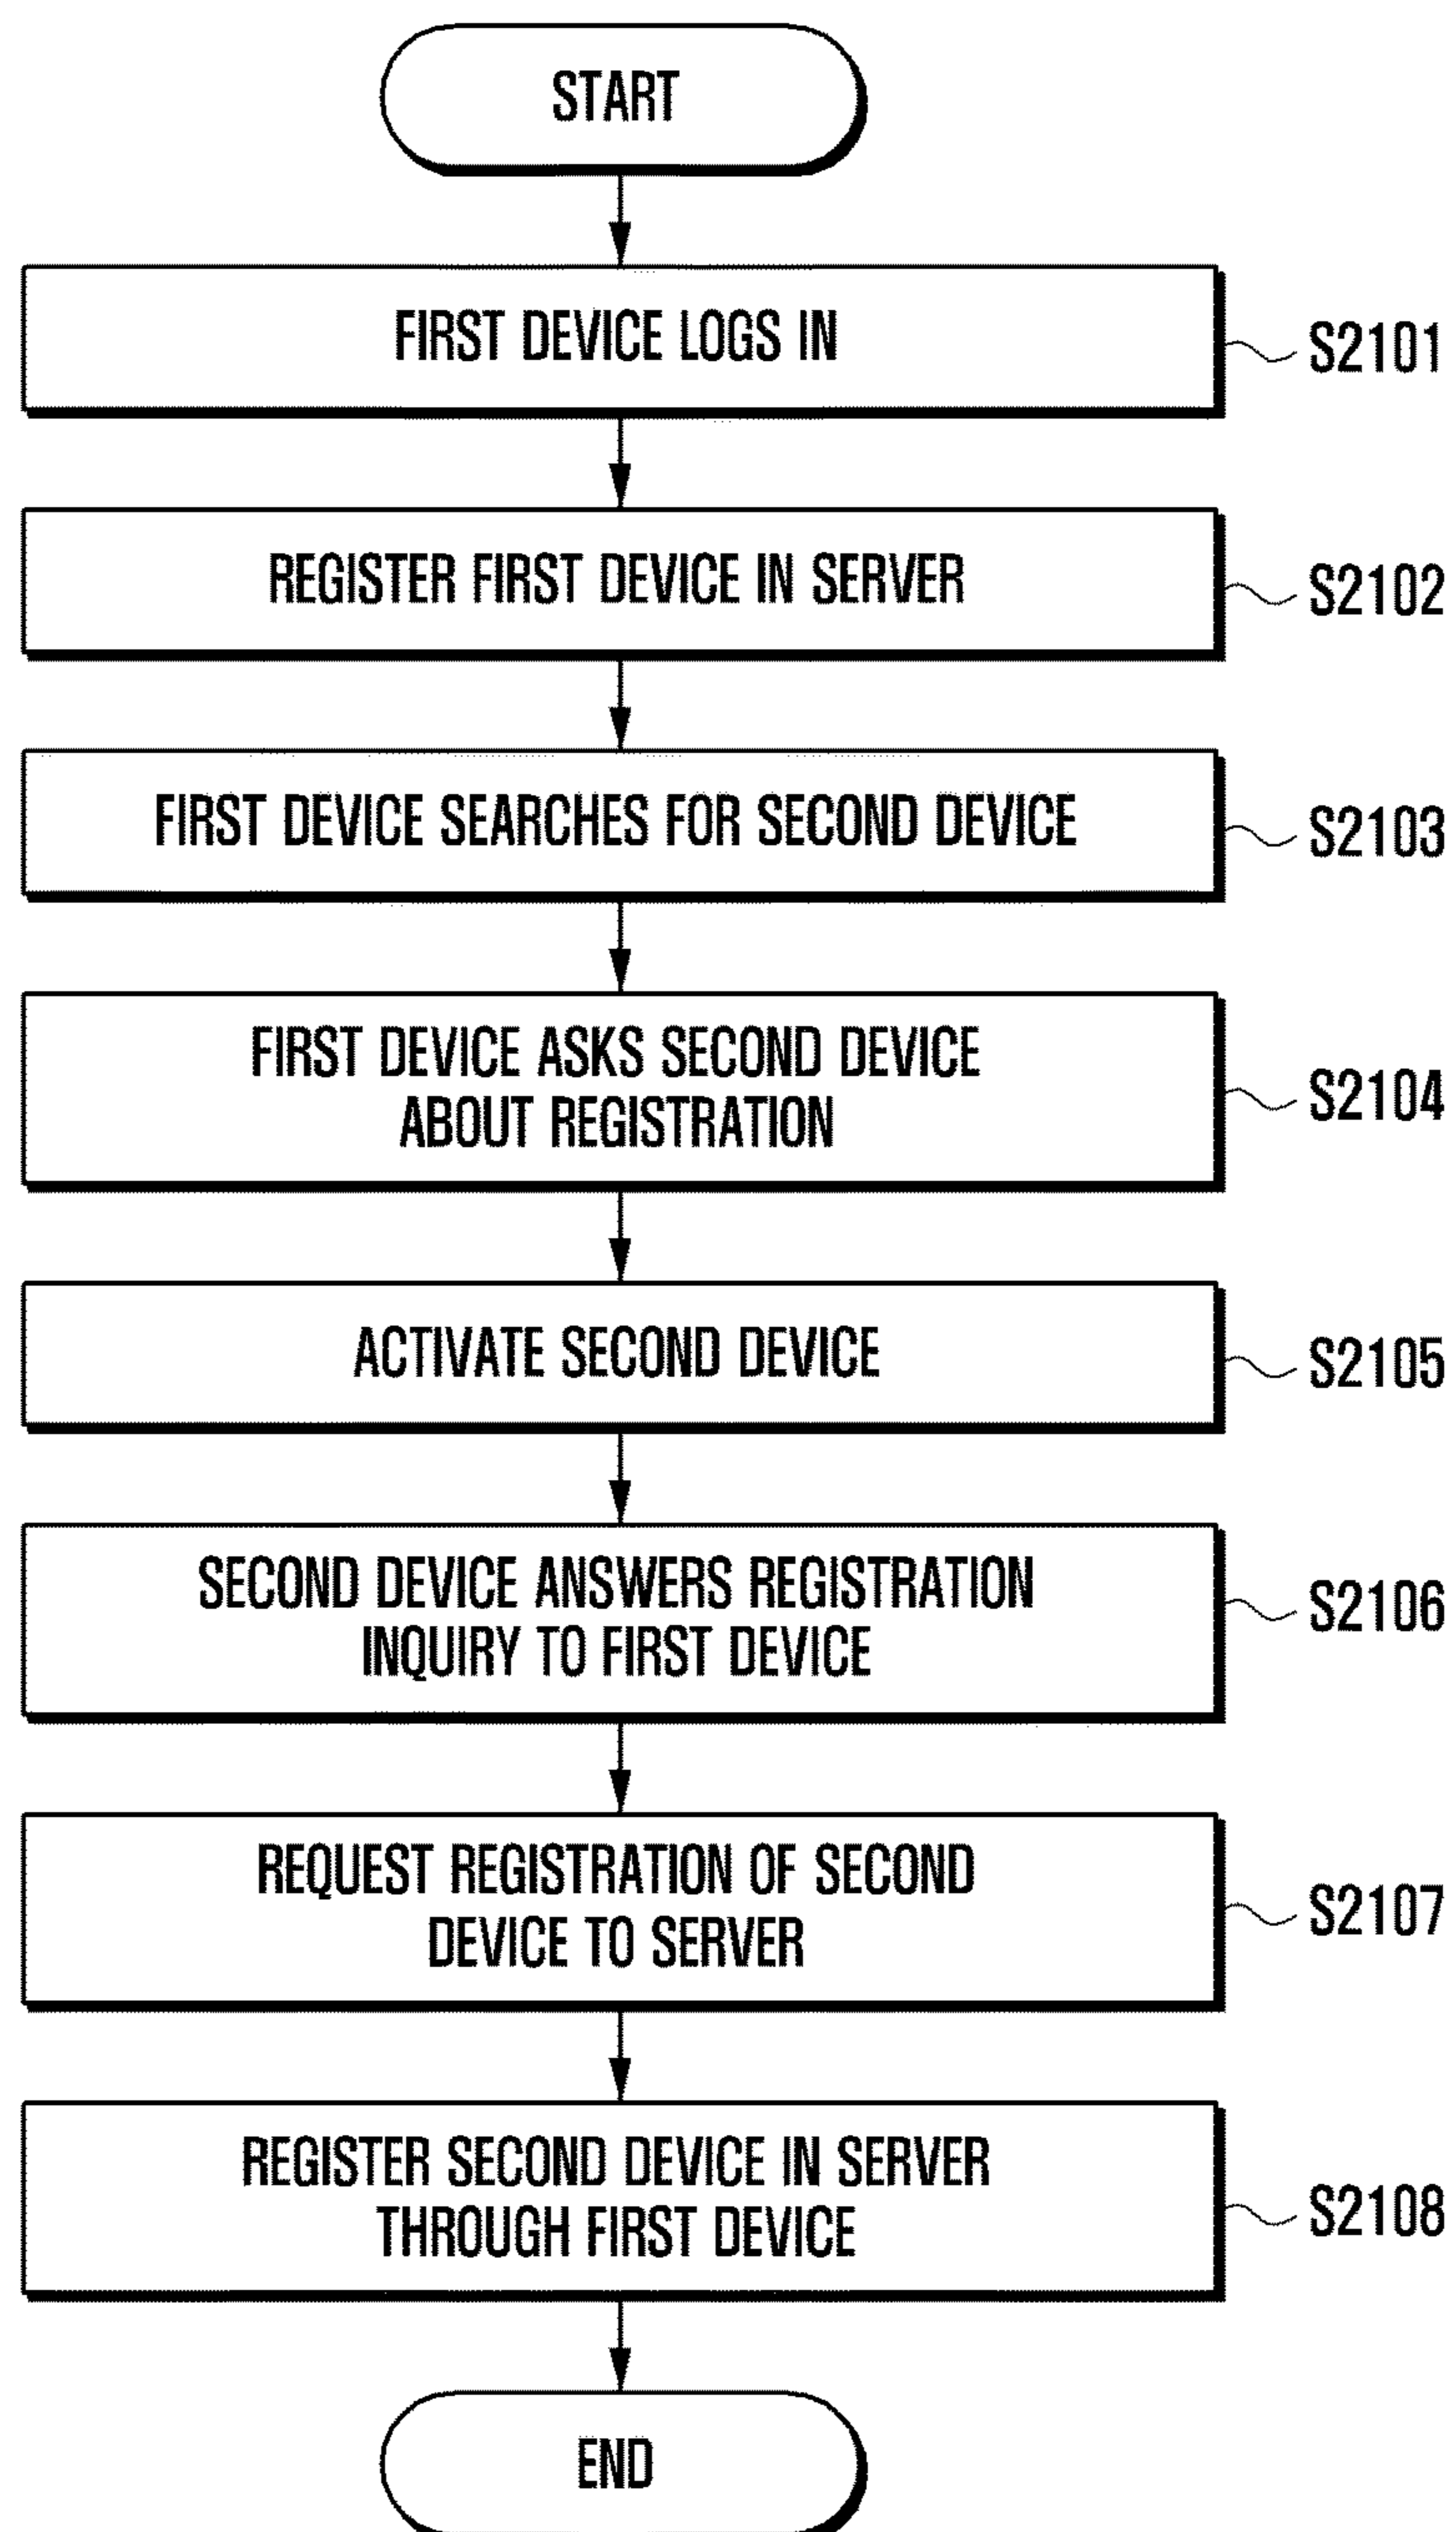 START
FIRST DEVICE LOGS IN
S2101
REGISTER FIRST DEVICE IN SERVER
S2102
FIRST DEVICE SEARCHES FOR SECOND DEVICE
S2103
FIRST DEVICE ASKS SECOND DEVICE
ABOUT REGISTRATION
S2104
ACTIVATE SECOND DEVICE
S2105
SECOND DEVICE ANSWERS REGISTRATION
INQUIRY TO FIRST DEVICE
S2106
REQUEST REGISTRATION OF SECOND
DEVICE TO SERVER
S2107
REGISTER SECOND DEVICE IN SERVER
THROUGH FIRST DEVICE
S2108
END